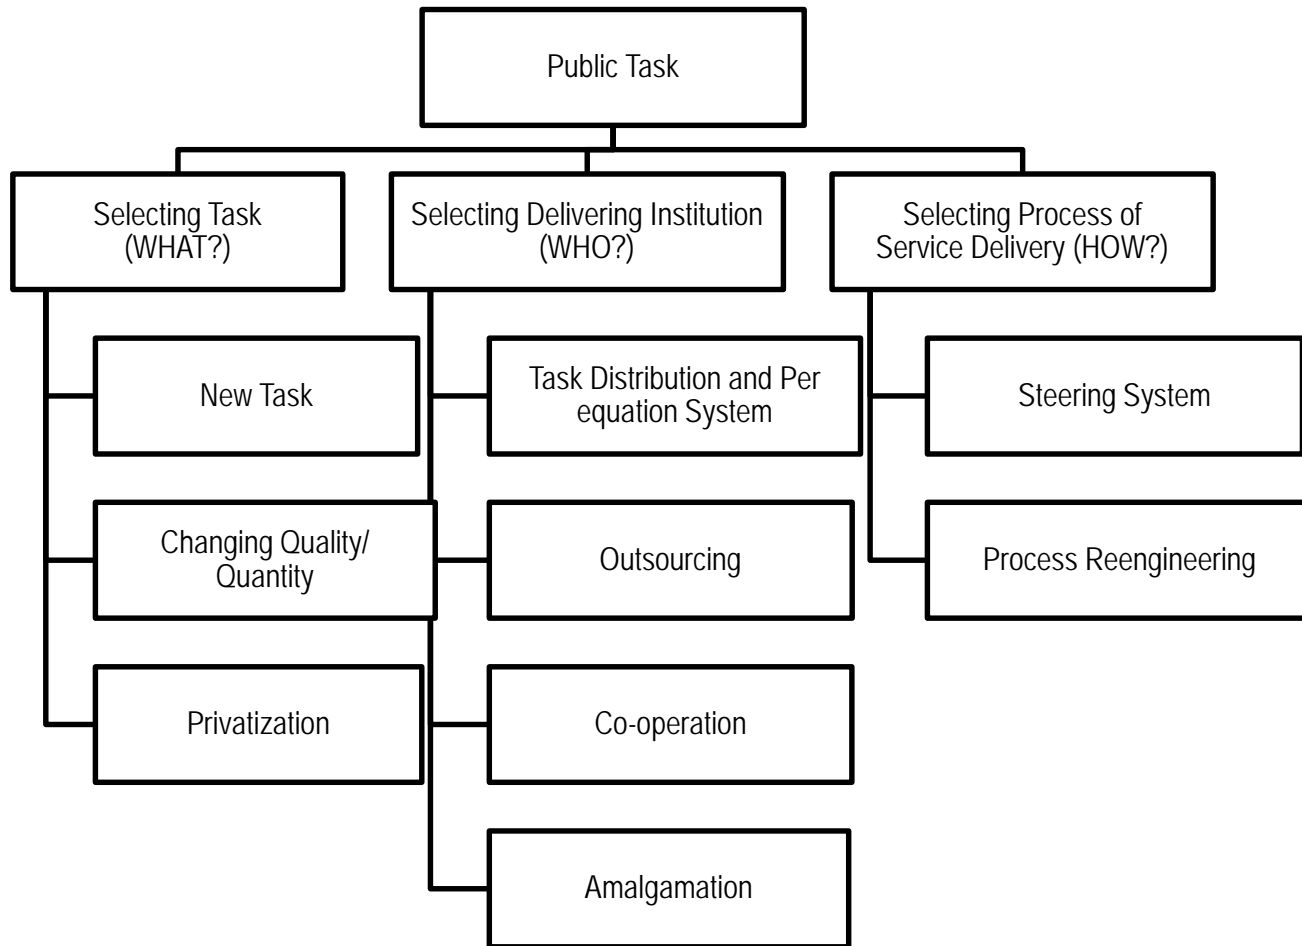 Public Task
Selecting Task
(WHAT?)
Selecting Delivering Institution
(WHO?)
Selecting Process of
Service Delivery (HOW?)
New Task
Task Distribution and Per
equation System
Steering System
Changing Quality/
Quantity
Outsourcing
Process Reengineering
Privatization
Co-operation
Amalgamation